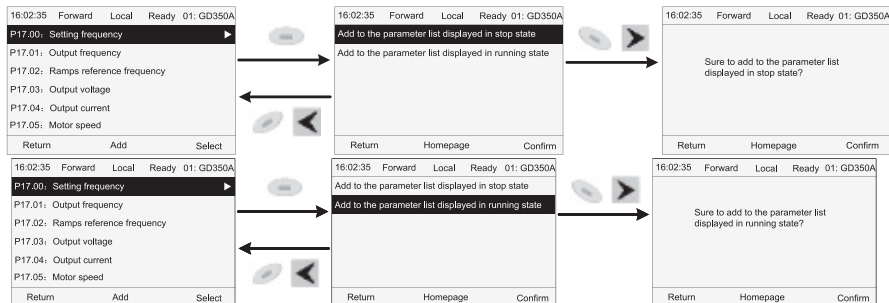 16:02:35 Forward Local Ready 01: GD350A
P17.00: Setting frequency
P17.01: Output frequency
P17.02: Ramps reference frequency
P17.03: Output voltage
P17.04: Output current
P17.05: Motor speed
Return Add Select
16:02:35 Forward Local Ready 01: GD350A
Add to the parameter list displayed in stop state
Add to the parameter list displayed in running state
Return Homepage Confirm
16:02:35 Forward Local Ready 01: GD350A
Sure to add to the parameter list
displayed in stop state?
Return Homepage Confirm
16:02:35 Forward Local Ready 01: GD350A
P17.00: Setting frequency
P17.01: Output frequency
P17.02: Ramps reference frequency
P17.03: Output voltage
P17.04: Output current
P17.05: Motor speed
Return Add Select
16:02:35 Forward Local Ready 01: GD350A
Add to the parameter list displayed in stop state
Add to the parameter list displayed in running state
Return Homepage Confirm
16:02:35 Forward Local Ready 01: GD350A
Sure to add to the parameter list
displayed in running state?
Return Homepage Confirm